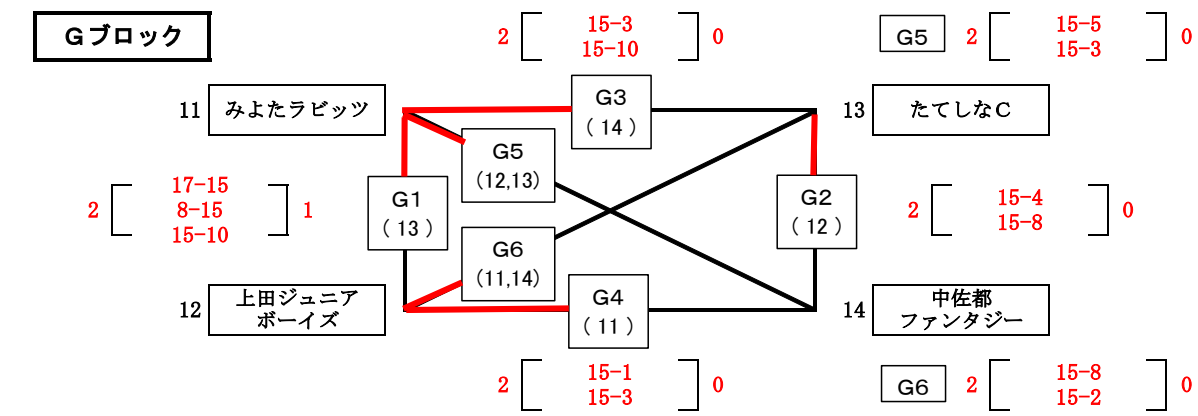 Gブロック
2
15-3
15-10
0
G5
2
15-5
15-3
0
11
みよたラビッツ
G3
(14)
13
たてしなC
G5
(12,13)
2
17-15
8-15
15-10
1
G1
(13)
G2
(12)
2
15-4
15-8
0
G6
(11,14)
12
上田ジュニア
ボーイズ
G4
(11)
14
中佐都
ファンタジー
2
15-1
15-3
0
G6
2
15-8
15-2
0